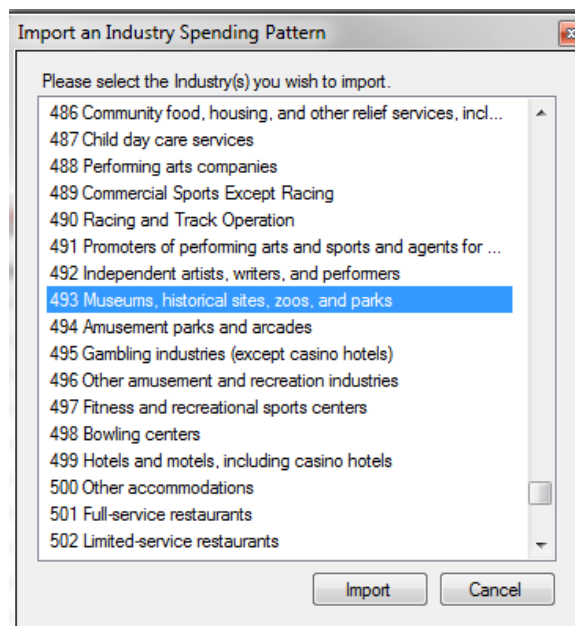 Import an Industry Spending Pattern
Please select the Industry(s) you wish to import.
486 Community food, housing, and other relief services, incl...
487 Child day care services
488 Performing arts companies
489 Commercial Sports Except Racing
490 Racing and Track Operation
491 Promoters of performing arts and sports and agents for ...
492 Independent artists, writers, and performers
493 Museums, historical sites, zoos, and parks
494 Amusement parks and arcades
495 Gambling industries (except casino hotels)
496 Other amusement and recreation industries
497 Fitness and recreational sports centers
498 Bowling centers
499 Hotels and motels, including casino hotels
500 Other accommodations
501 Full-service restaurants
502 Limited-service restaurants
Import Cancel